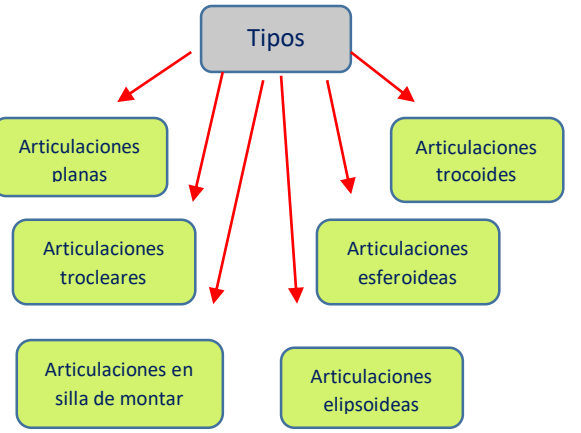 Tipos
Articulaciones
planas
Articulaciones
trocoides
Articulaciones
trocleares
Articulaciones
esferoideas
Articulaciones en
silla de montar
Articulaciones
elipsoideas